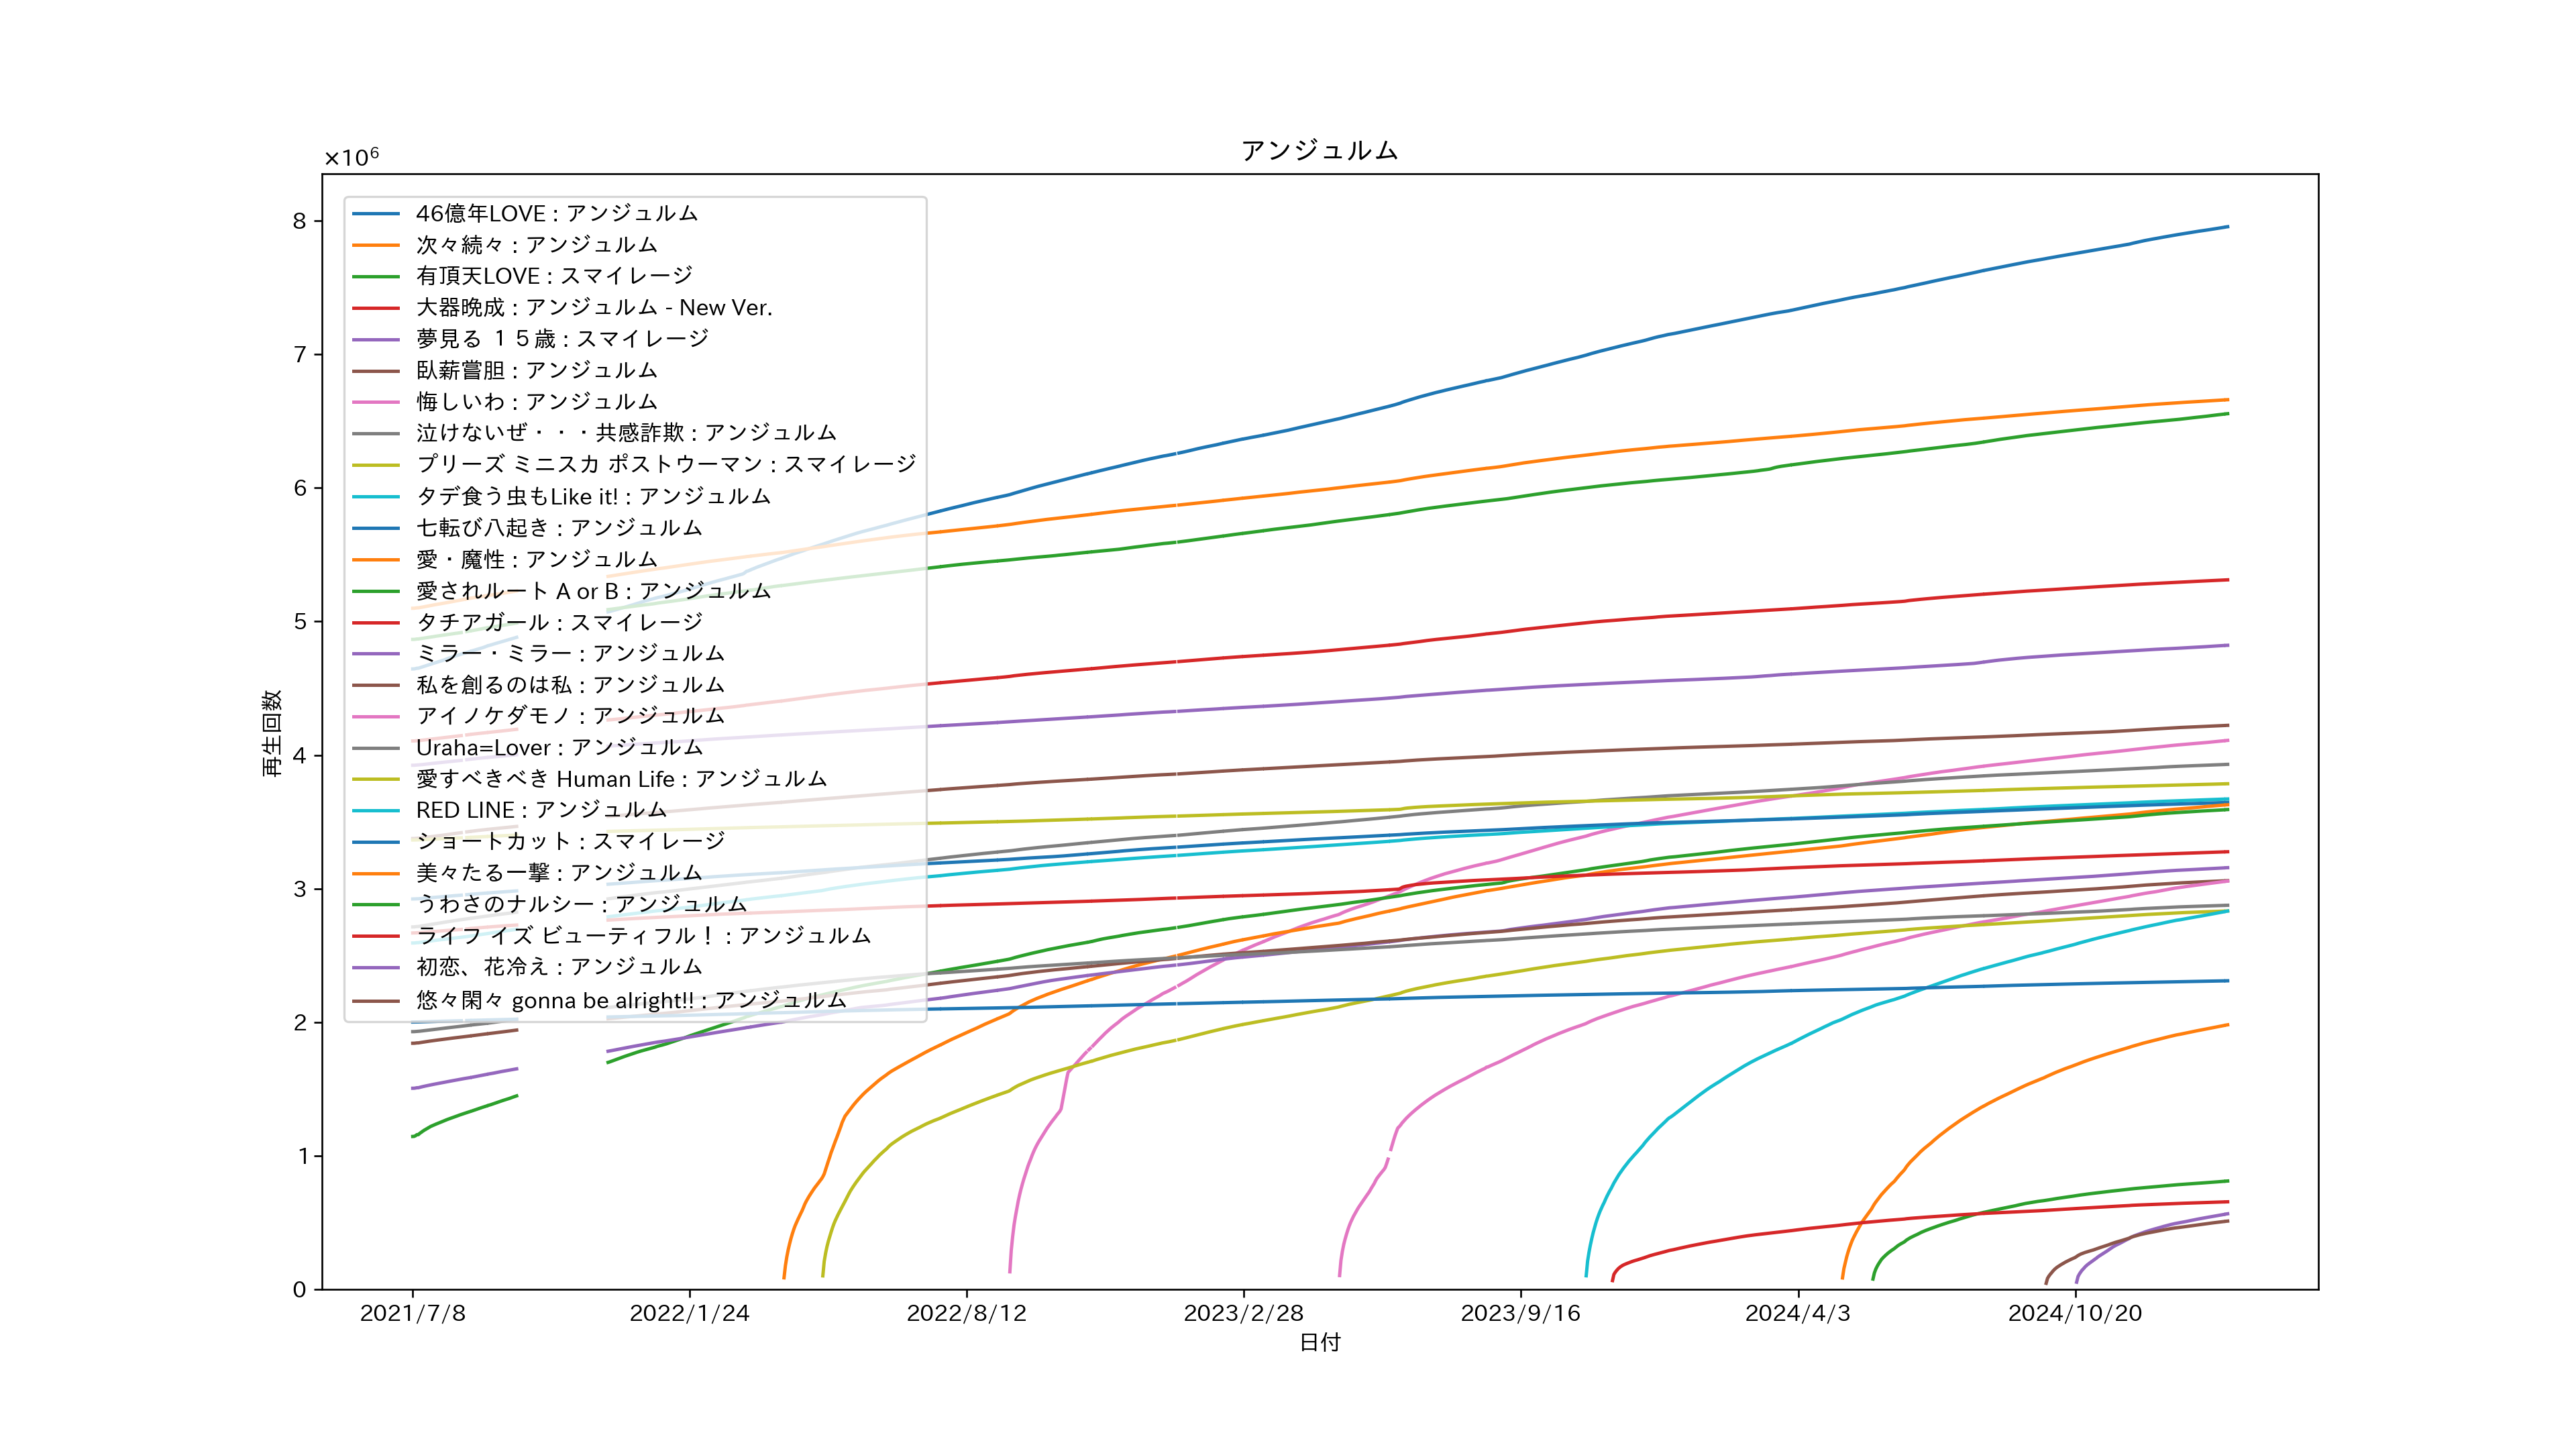 アンジュルム
×10⁶
8
7
6
5
4
3
2
1
0
再生回数
46億年LOVE : アンジュルム
次々続々 : アンジュルム
有頂天LOVE : スマイレージ
大器晩成 : アンジュルム - New Ver.
夢見る １５歳 : スマイレージ
臥薪嘗胆 : アンジュルム
悔しいわ : アンジュルム
泣けないぜ・・・共感詐欺 : アンジュルム
プリーズ ミニスカ ポストウーマン : スマイレージ
タデ食う虫もLike it! : アンジュルム
七転び八起き : アンジュルム
愛・魔性 : アンジュルム
愛されルート A or B : アンジュルム
タチアガール : スマイレージ
ミラー・ミラー : アンジュルム
私を創るのは私 : アンジュルム
アイノケダモノ : アンジュルム
Uraha=Lover : アンジュルム
愛すべきべき Human Life : アンジュルム
RED LINE : アンジュルム
ショートカット : スマイレージ
美々たる一撃 : アンジュルム
うわさのナルシー : アンジュルム
ライフ イズ ビューティフル！ : アンジュルム
初恋、花冷え : アンジュルム
悠々閑々 gonna be alright!! : アンジュルム
2021/7/8 2022/1/24 2022/8/12 2023/2/28 2023/9/16 2024/4/3 2024/10/20
日付